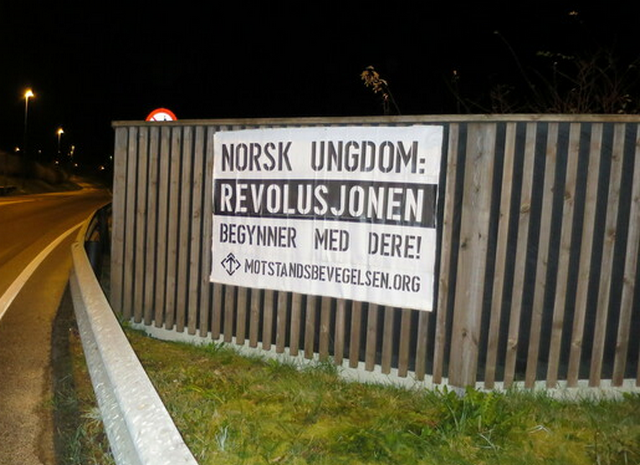 NORSK UNGDOM:
REVOLUSJONEN
BEGYNNER MED DERE!
MOTSTANDSBEVEGELSEN.ORG